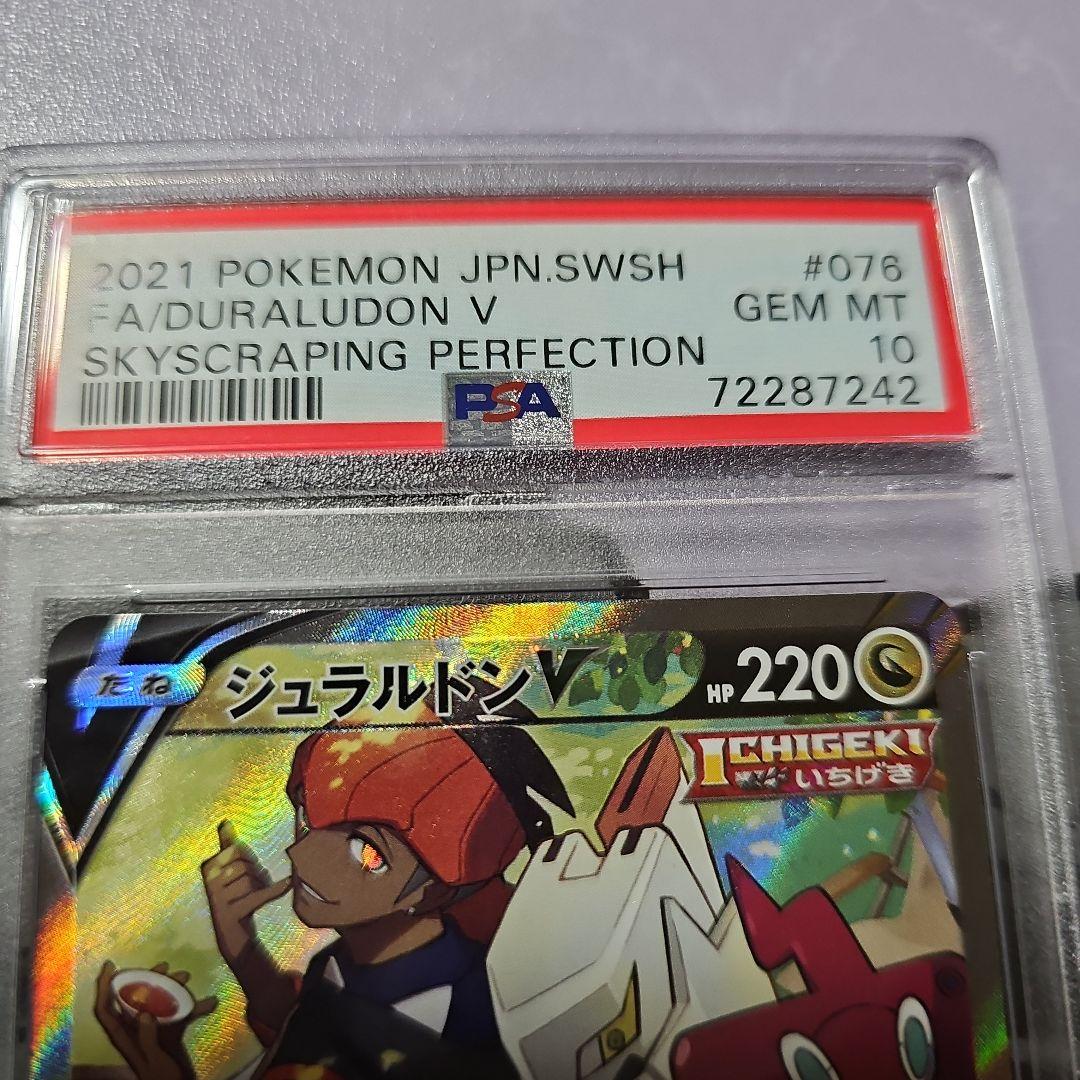 2021 POKEMON JPN.SWSH #076
FA/DURALUDON V GEM MT
SKYSCRAPING PERFECTION 10
72287242
PSA
たね ジュラルドンV HP 220
ICHIGEKI
いちげき